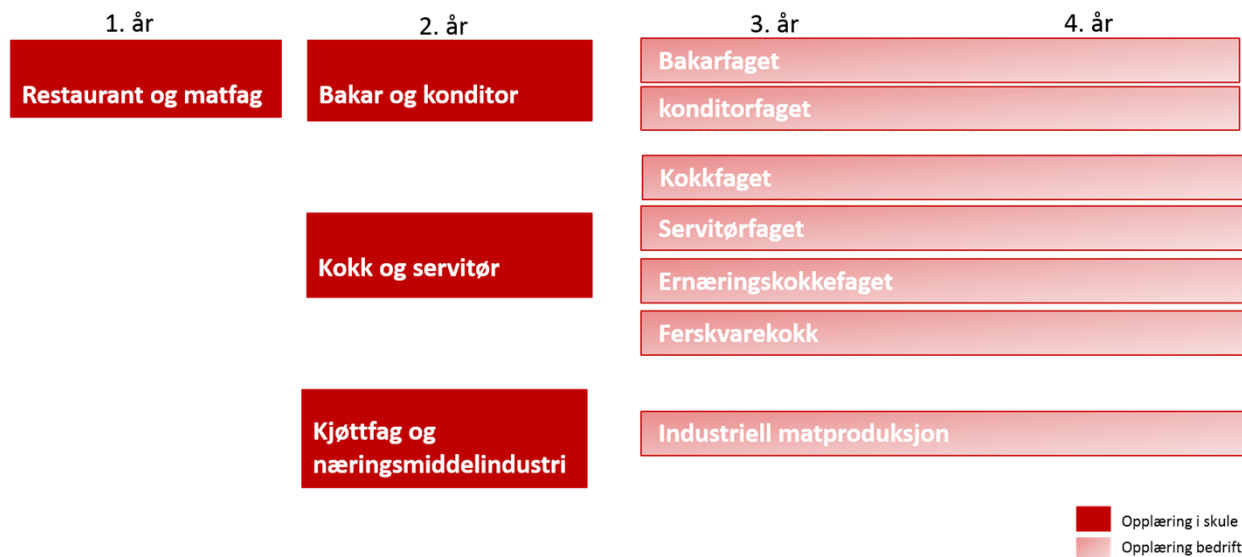 1. år
2. år
3. år
4. år
Restaurant og matfag
Bakar og konditor
Bakarfaget
konditorfaget
Kokk og servitør
Kokkfaget
Servitørfaget
Ernæringskokkefaget
Ferskvarekokk
Kjøttfag og
næringsmiddelindustri
Industriell matproduksjon
Opplæring i skule
Opplæring bedrift